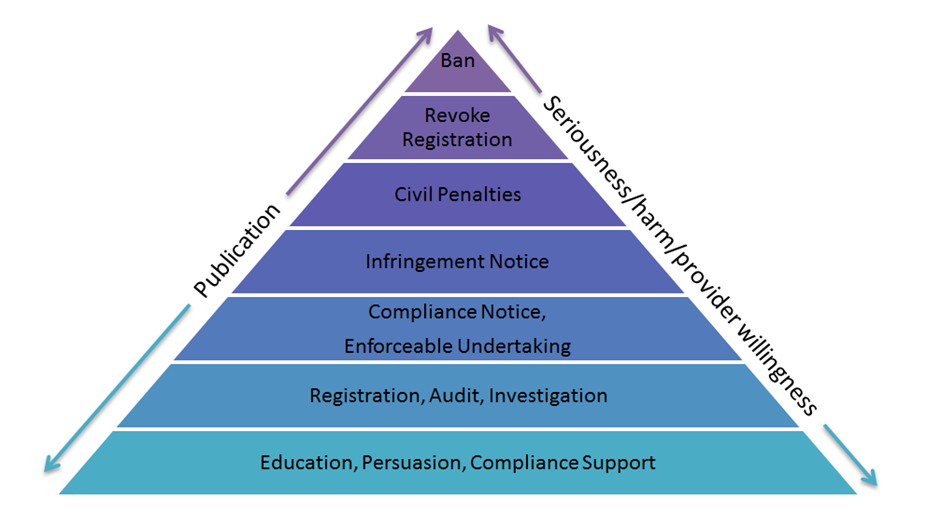 Ban
Revoke
Registration
Civil Penalties
Infringement Notice
Compliance Notice,
Enforceable Undertaking
Registration, Audit, Investigation
Education, Persuasion, Compliance Support
Publication
Seriousness/harm/provider willingness